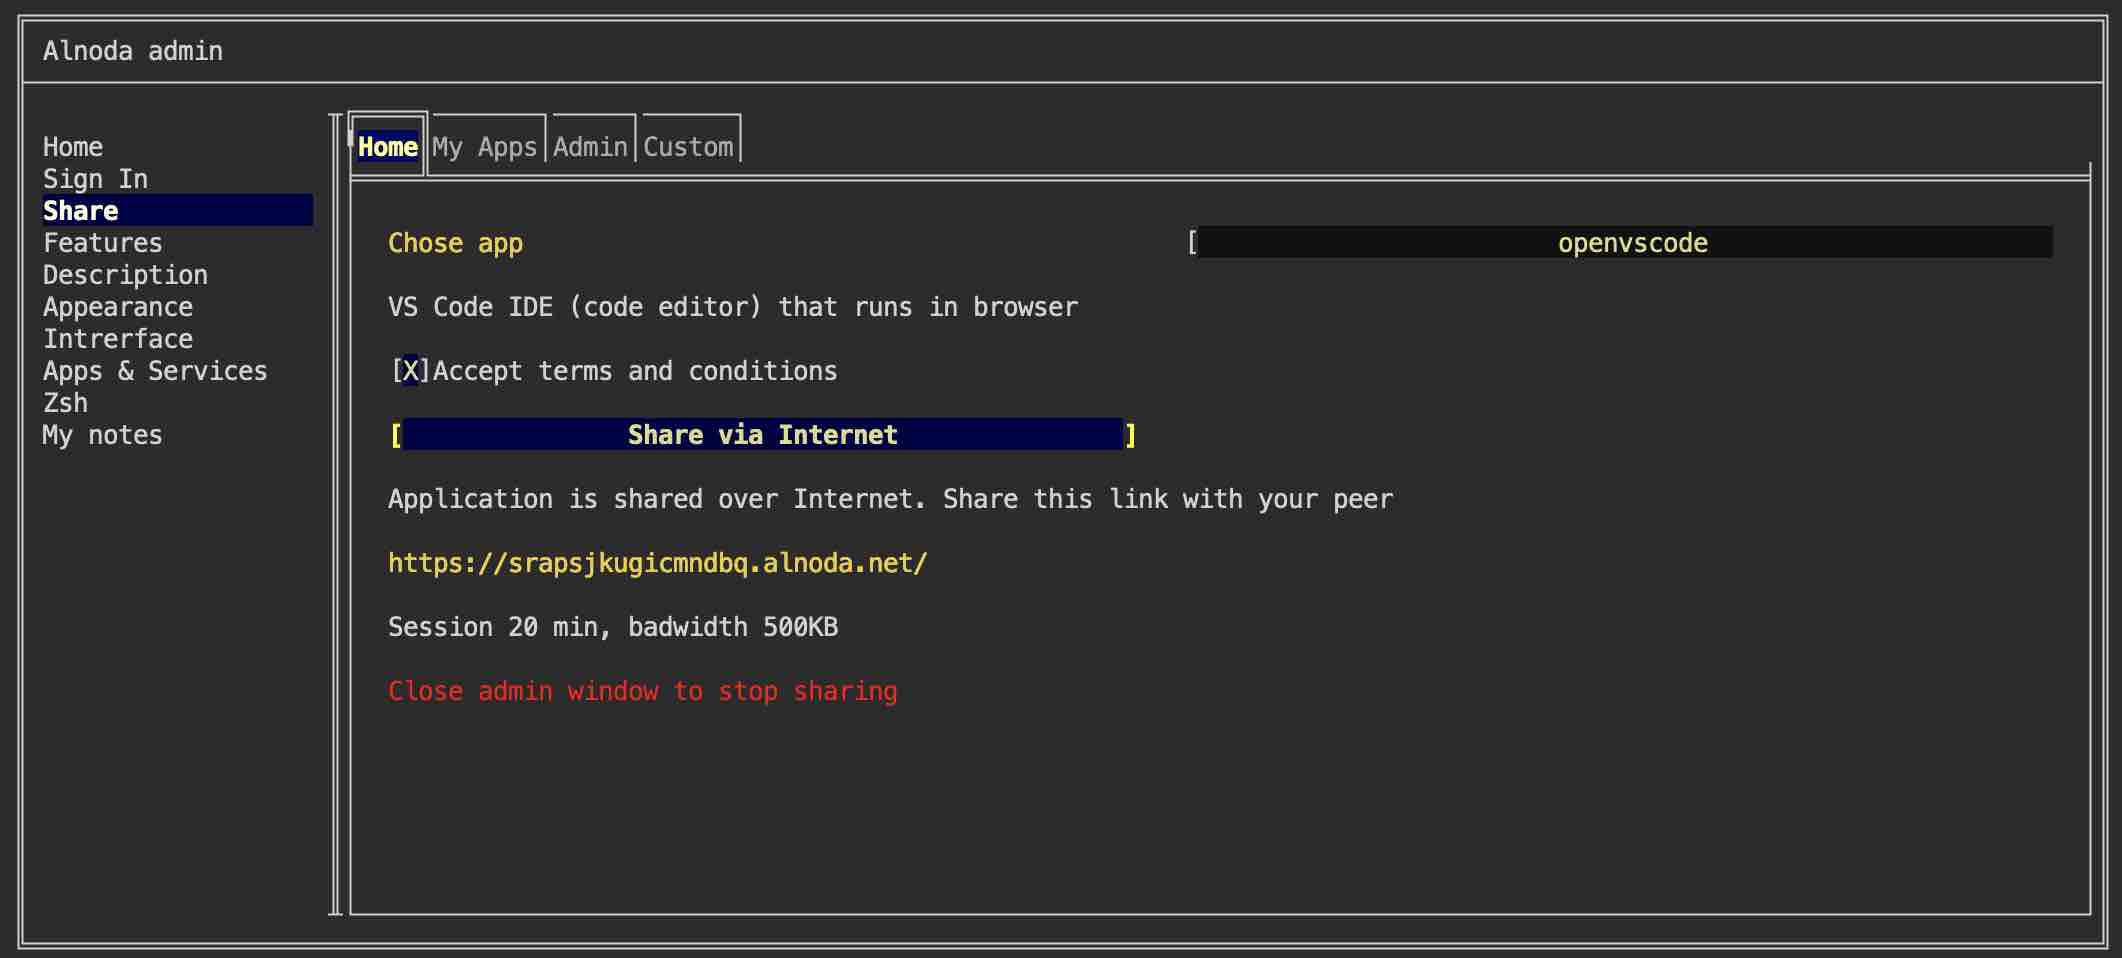 Alnoda admin
Home
Sign In
Share
Features
Description
Appearance
Intrerface
Apps & Services
Zsh
My notes
Home My Apps Admin Custom
Chose app [ openvscode
VS Code IDE (code editor) that runs in browser
[X]Accept terms and conditions
[ Share via Internet ]
Application is shared over Internet. Share this link with your peer
https://srapsjkugicmndbq.alnoda.net/
Session 20 min, badwidth 500KB
Close admin window to stop sharing